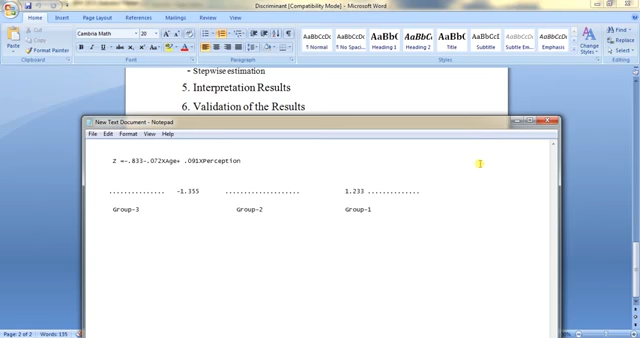 Discriminant [Compatibility Mode] - Microsoft Word
Home Insert Page Layout References Mailings Review View
Paste Cut Copy Format Painter
Clipboard
Cambria Math 20
Font
Paragraph
AaBbCc AaBbCc AaBbC AaBbCc AaBl AaBbCc AaBbCcDc AaBbCcDc
¶ Normal ¶ No Spaci... Heading 1 Heading 2 Title Subtitle Subtle Em... Emphasis
Change Styles
Styles
Find
Replace
Select
Editing
- Stepwise estimation
5. Interpretation Results
6. Validation of the Results
New Text Document - Notepad
File Edit Format View Help
Z =-.833-.072XAge+ .091XPerception
.............. -1.355 ................... 1.233 .............
Group-3 Group-2 Group-1
Page: 2 of 2 Words: 135